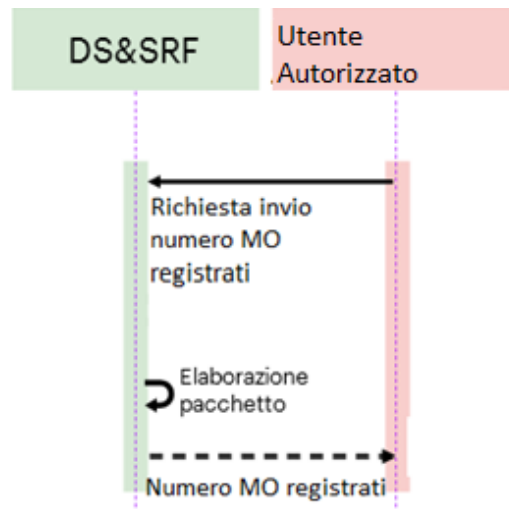 DS&SRF
Utente
Autorizzato
Richiesta invio
numero MO
registrati
Elaborazione
pacchetto
Numero MO registrati